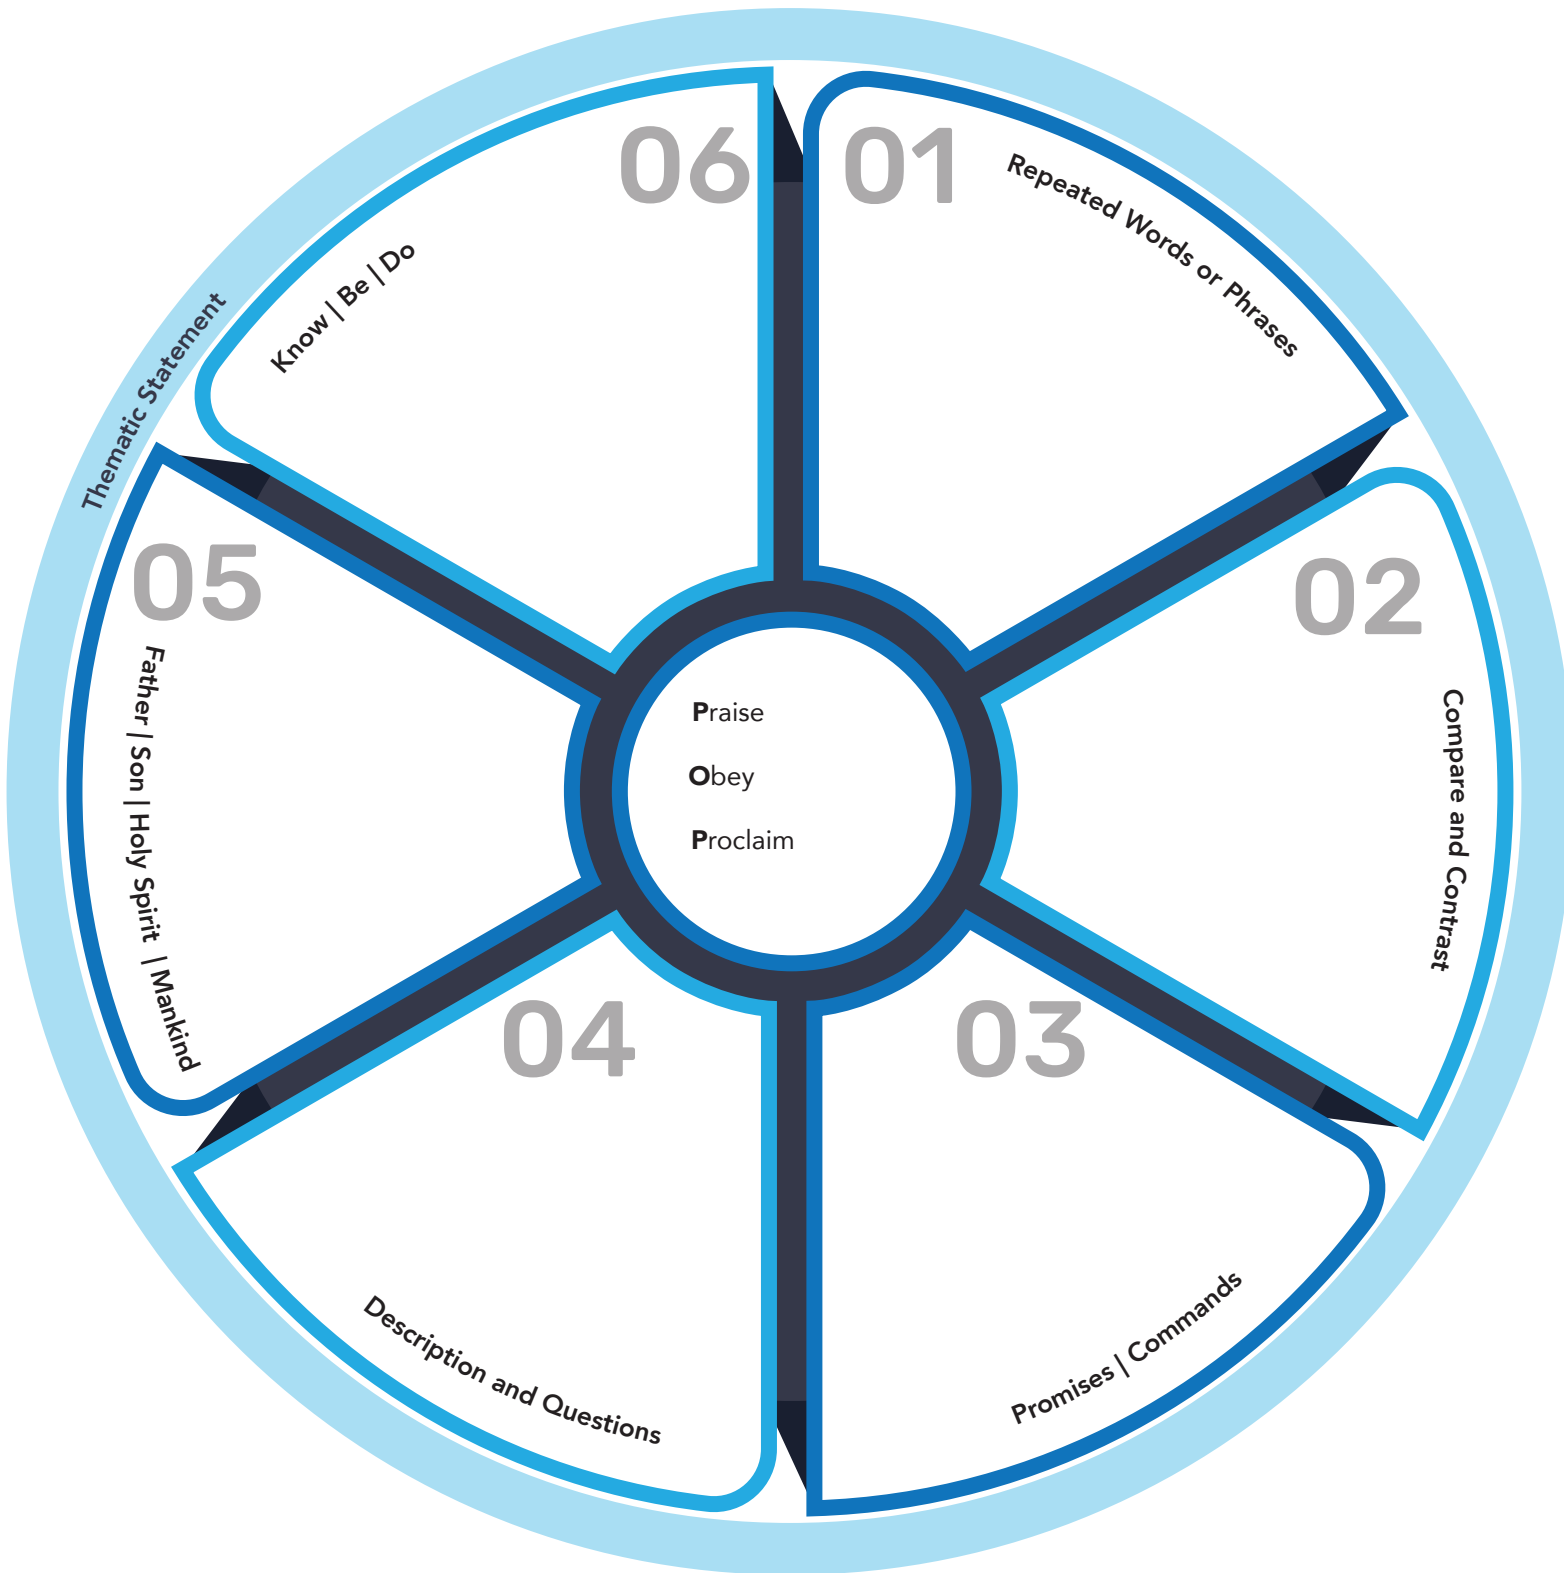 Thematic Statement
01
Repeated Words or Phrases
02
Compare and Contrast
03
Promises | Commands
04
Description and Questions
05
Father | Son | Holy Spirit | Mankind
06
Know | Be | Do
Praise
Obey
Proclaim